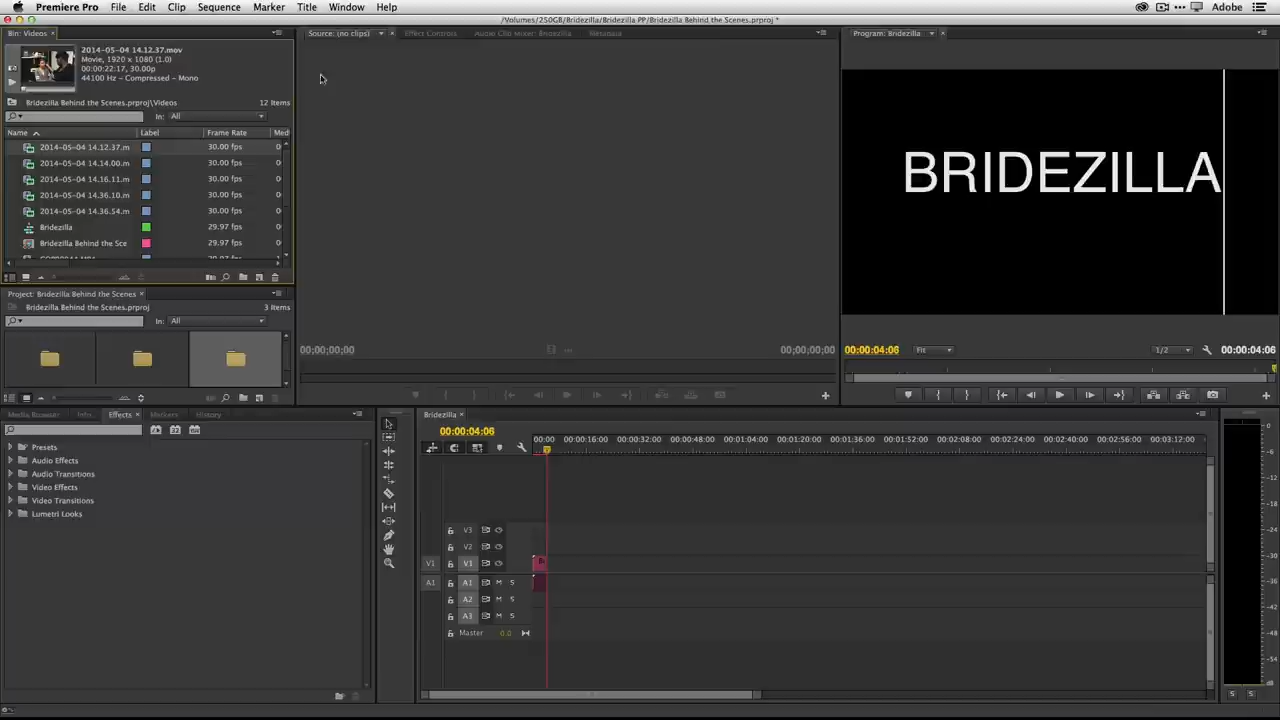 Premiere Pro File Edit Clip Sequence Marker Title Window Help Adobe
/Volumes/250GB/Bridezilla/Bridezilla PP/Bridezilla Behind the Scenes.prproj *
Bin: Videos
2014-05-04 14.12.37.mov
Movie, 1920 x 1080 (1.0)
00:00:22:17, 30.00p
44100 Hz - Compressed - Mono
Bridezilla Behind the Scenes.prproj\Videos 12 Items
In: All
Name Label Frame Rate Med
2014-05-04 14.12.37.m 30.00 fps 0
2014-05-04 14.14.00.m 30.00 fps 0
2014-05-04 14.16.11.m 30.00 fps 0
2014-05-04 14.36.10.m 30.00 fps 0
2014-05-04 14.36.54.m 30.00 fps 0
Bridezilla 29.97 fps 0
Bridezilla Behind the Sce 29.97 fps 0
Project: Bridezilla Behind the Scenes
Bridezilla Behind the Scenes.prproj 3 Items
In: All
Source: (no clips) Effect Controls Audio Clip Mixer: Bridezilla Metadata
00;00;00;00 00;00;00;00
Program: Bridezilla
BRIDEZILLA
00:00:04:06 Fit 1/2 00:00:04:06
Media Browser Info Effects Markers History
Presets
Audio Effects
Audio Transitions
Video Effects
Video Transitions
Lumetri Looks
Bridezilla
00:00:04:06
00:00 00:00:16:00 00:00:32:00 00:00:48:00 00:01:04:00 00:01:20:00 00:01:36:00 00:01:52:00 00:02:08:00 00:02:24:00 00:02:40:00 00:02:56:00 00:03:12:00
V3
V2
V1 V1
A1 A1 M S
A2 M S
A3 M S
Master 0.0
0
-6
-12
-18
-24
-30
-36
-42
-48
-54
dB
S S